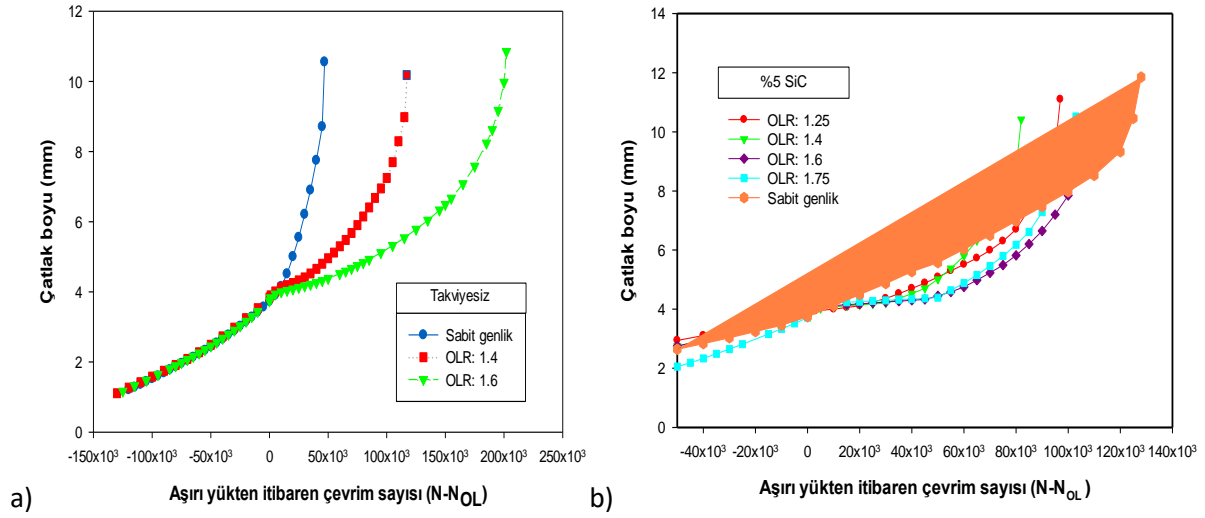 12
10
8
6
4
2
0
Çatlak boyu (mm)
Takviyesiz
Sabit genlik
OLR: 1.4
OLR: 1.6
-150x10³ -100x10³ -50x10³ 0 50x10³ 100x10³ 150x10³ 200x10³ 250x10³
Aşırı yükten itibaren çevrim sayısı (N-NOL)
a)
14
12
10
8
6
4
2
0
Çatlak boyu (mm)
%5 SiC
OLR: 1.25
OLR: 1.4
OLR: 1.6
OLR: 1.75
Sabit genlik
-40x10³ -20x10³ 0 20x10³ 40x10³ 60x10³ 80x10³ 100x10³ 120x10³ 140x10³
Aşırı yükten itibaren çevrim sayısı (N-NOL )
b)